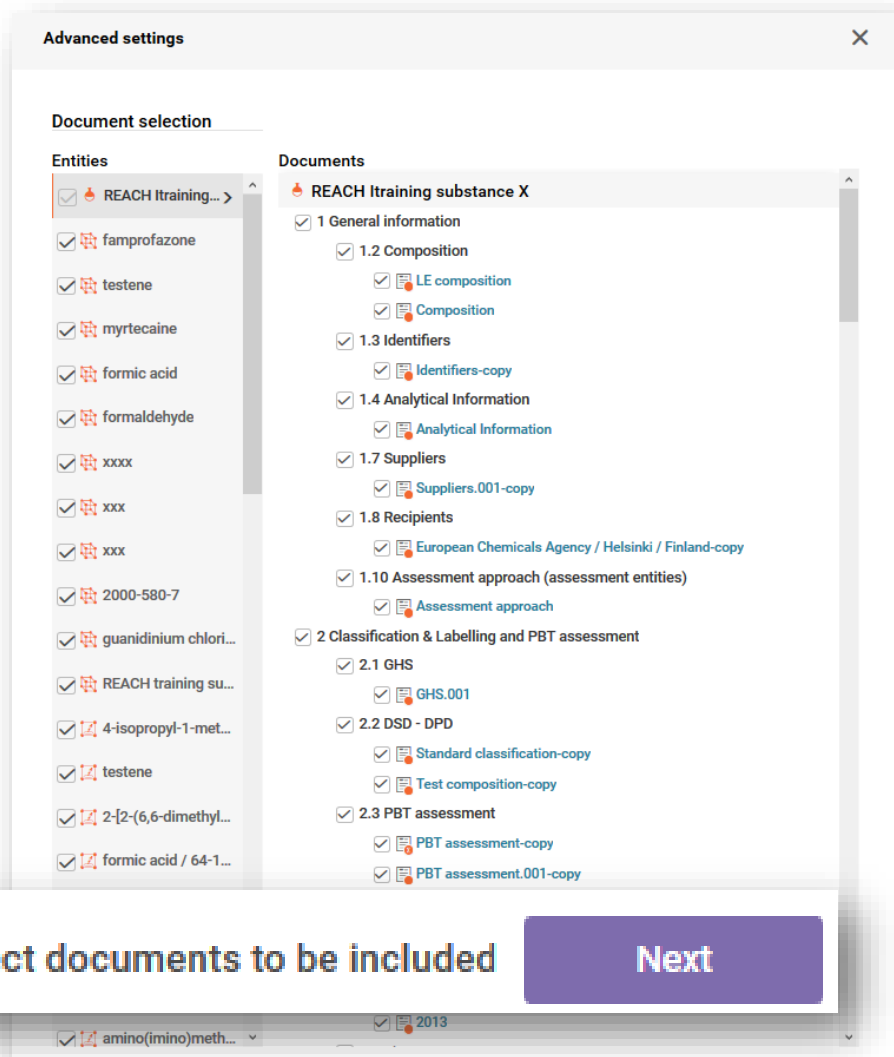 Advanced settings
Document selection
Entities
REACH Itraining...
famprofazone
testene
myrtecaine
formic acid
formaldehyde
xxxx
xxx
xxx
2000-580-7
guanidinium chlori...
REACH training su...
4-isopropyl-1-met...
testene
2-[2-(6,6-dimethyl...
formic acid / 64-1...
amino(imino)meth...
Documents
REACH Itraining substance X
1 General information
1.2 Composition
LE composition
Composition
1.3 Identifiers
Identifiers-copy
1.4 Analytical Information
Analytical Information
1.7 Suppliers
Suppliers.001-copy
1.8 Recipients
European Chemicals Agency / Helsinki / Finland-copy
1.10 Assessment approach (assessment entities)
Assessment approach
2 Classification & Labelling and PBT assessment
2.1 GHS
GHS.001
2.2 DSD - DPD
Standard classification-copy
Test composition-copy
2.3 PBT assessment
PBT assessment-copy
PBT assessment.001-copy
2013
ct documents to be included
Next